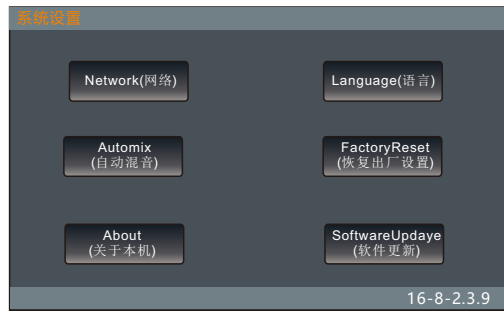 系统设置
Network(网络)
Language(语言)
Automix
(自动混音)
FactoryReset
(恢复出厂设置)
About
(关于本机)
SoftwareUpdaye
(软件更新)
16-8-2.3.9